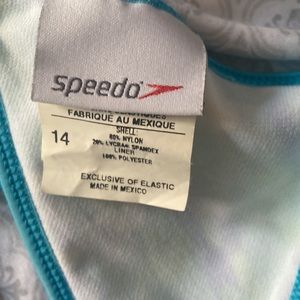 speedo
FABRIQUÉ AU MEXIQUE
14
SHELL:
80% NYLON
20% LYCRA® SPANDEX
LINER
100% POLYESTER
EXCLUSIVE OF ELASTIC
MADE IN MEXICO